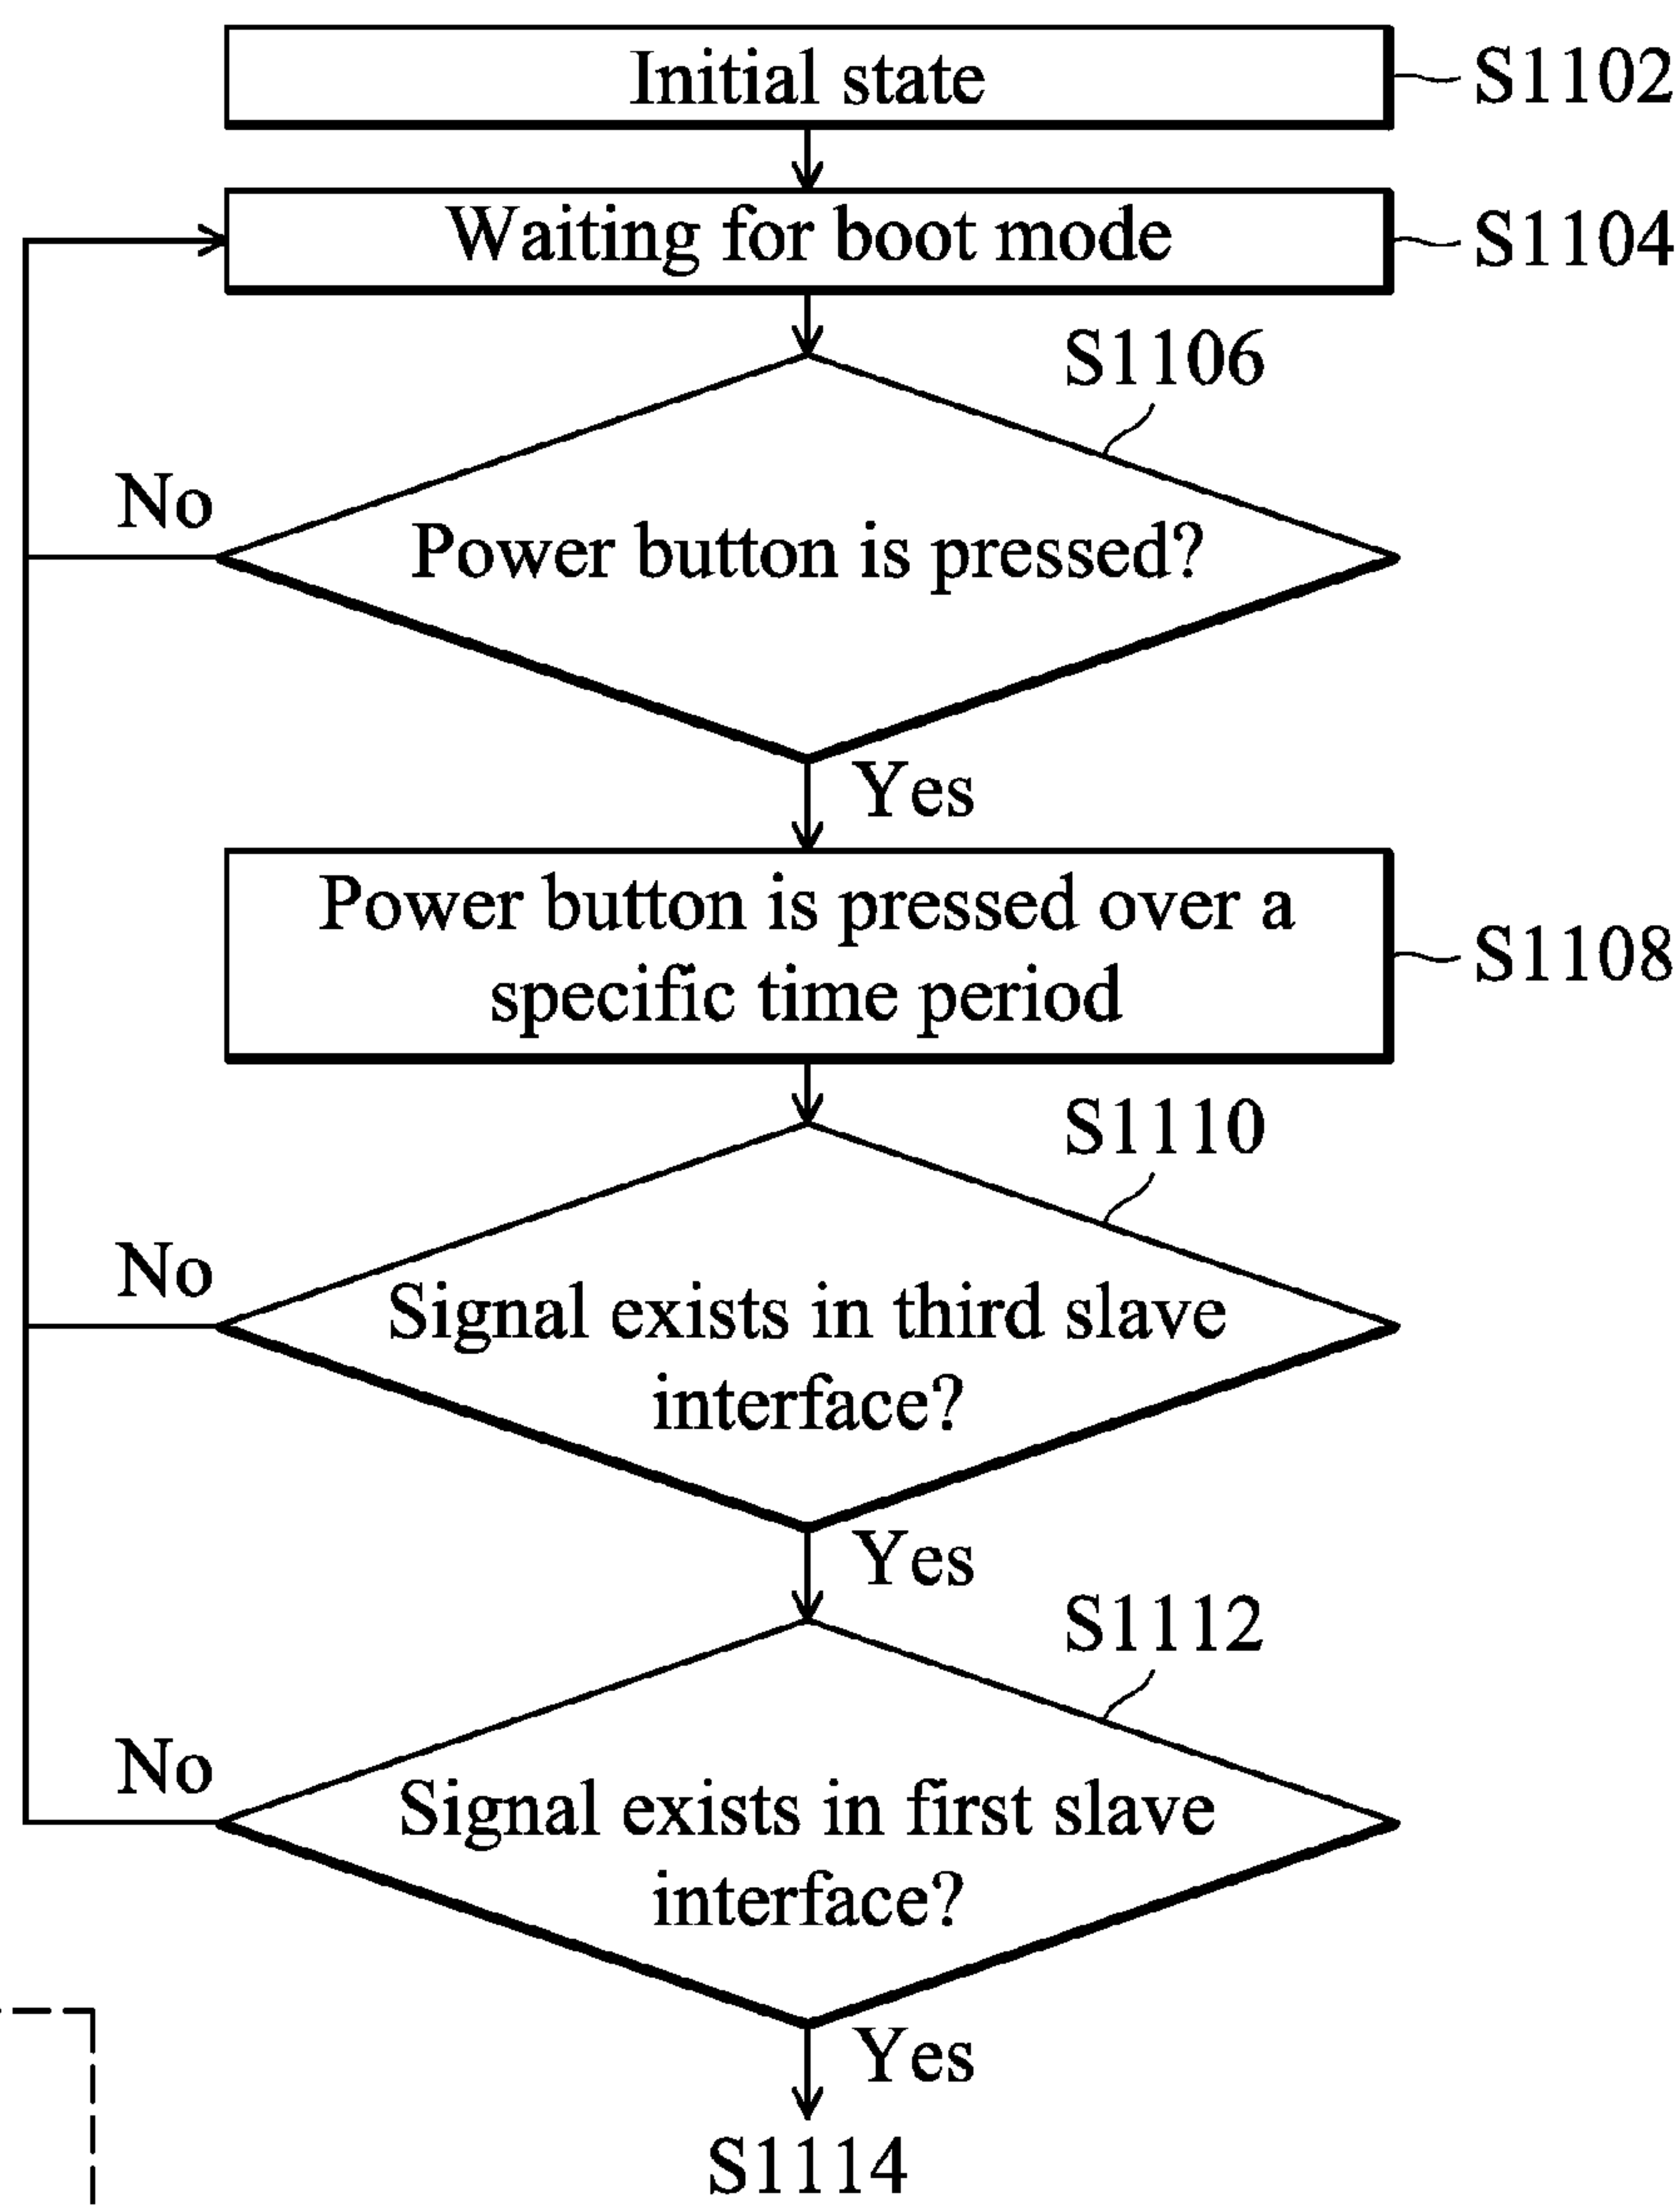 Initial state
S1102
Waiting for boot mode
S1104
S1106
No
Power button is pressed?
Yes
Power button is pressed over a
specific time period
S1108
S1110
No
Signal exists in third slave
interface?
Yes
S1112
No
Signal exists in first slave
interface?
Yes
S1114